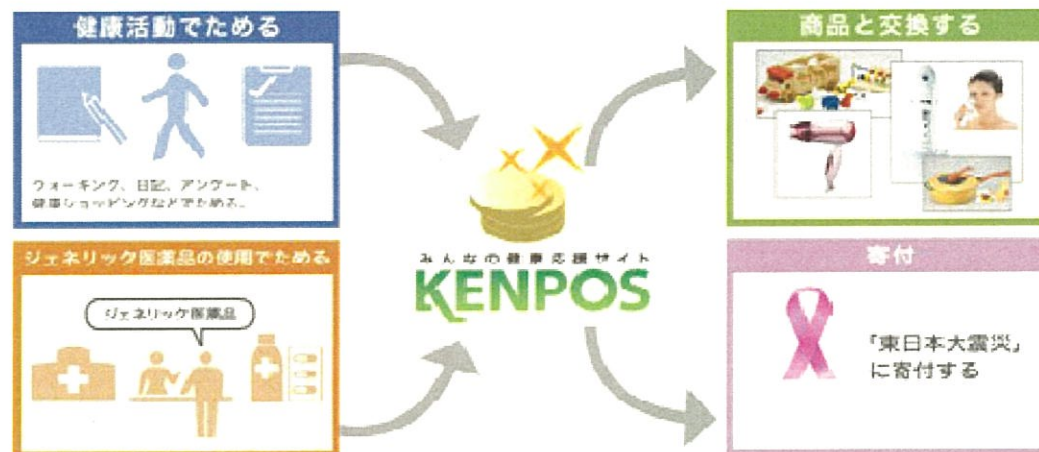 健康活動でためる
ウォーキング、日記、アンケート、
健康ショッピングなどでためる。
ジェネリック医薬品の使用でためる
ジェネリック医薬品
みんなの健康応援サイト
KENPOS
商品と交換する
寄付
「東日本大震災」
に寄付する